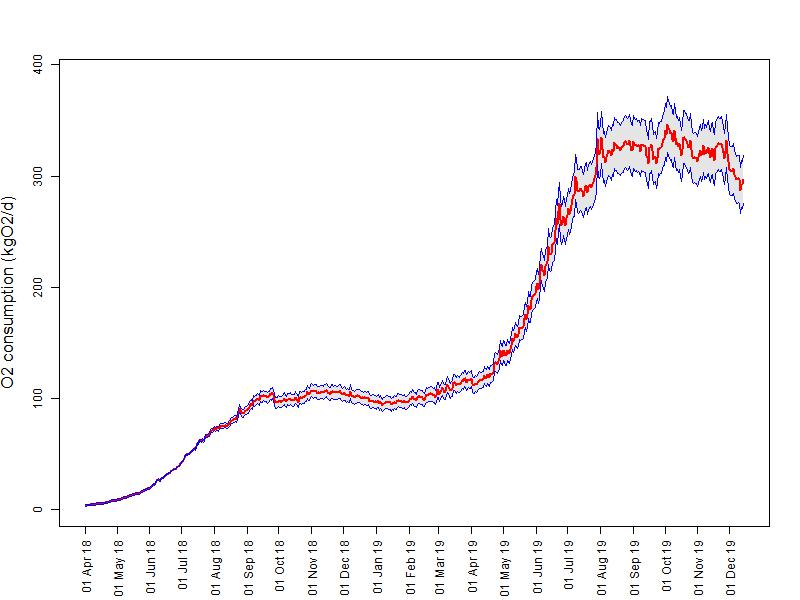 O2 consumption (kgO2/d)
400
300
200
100
0
01 Apr 18
01 May 18
01 Jun 18
01 Jul 18
01 Aug 18
01 Sep 18
01 Oct 18
01 Nov 18
01 Dec 18
01 Jan 19
01 Feb 19
01 Mar 19
01 Apr 19
01 May 19
01 Jun 19
01 Jul 19
01 Aug 19
01 Sep 19
01 Oct 19
01 Nov 19
01 Dec 19